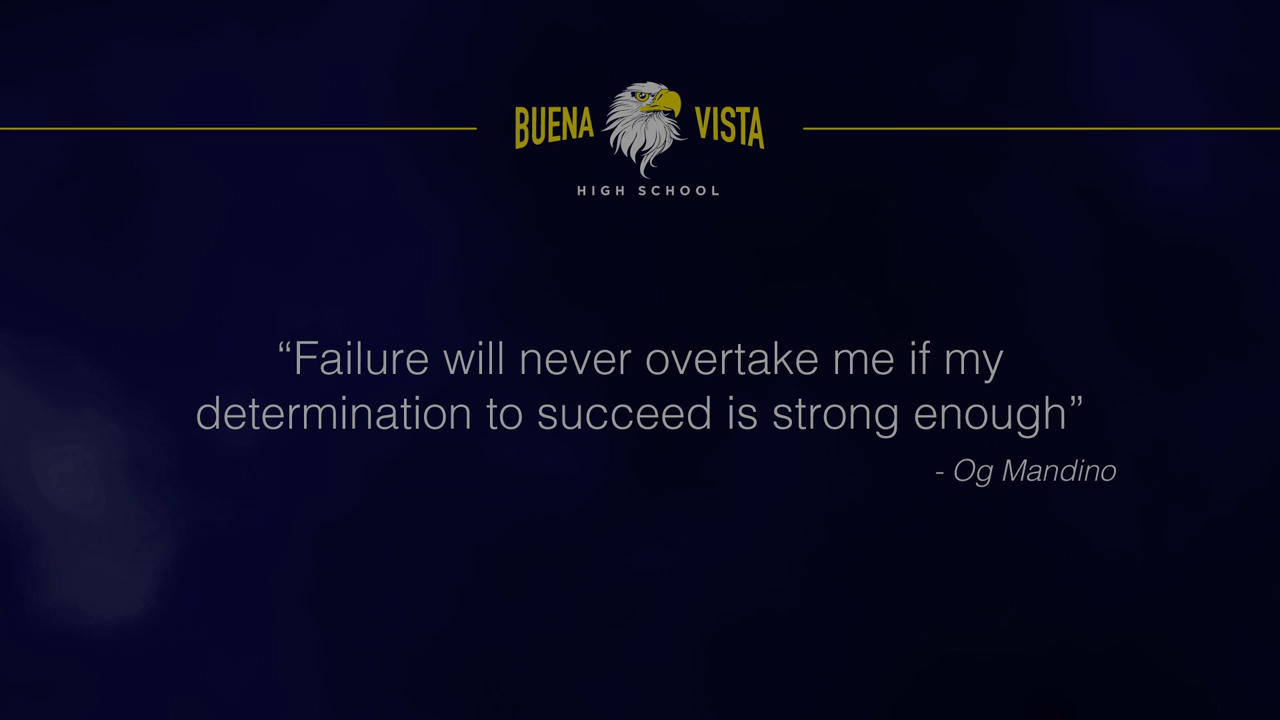 BUENA VISTA
HIGH SCHOOL
“Failure will never overtake me if my
determination to succeed is strong enough”
- Og Mandino